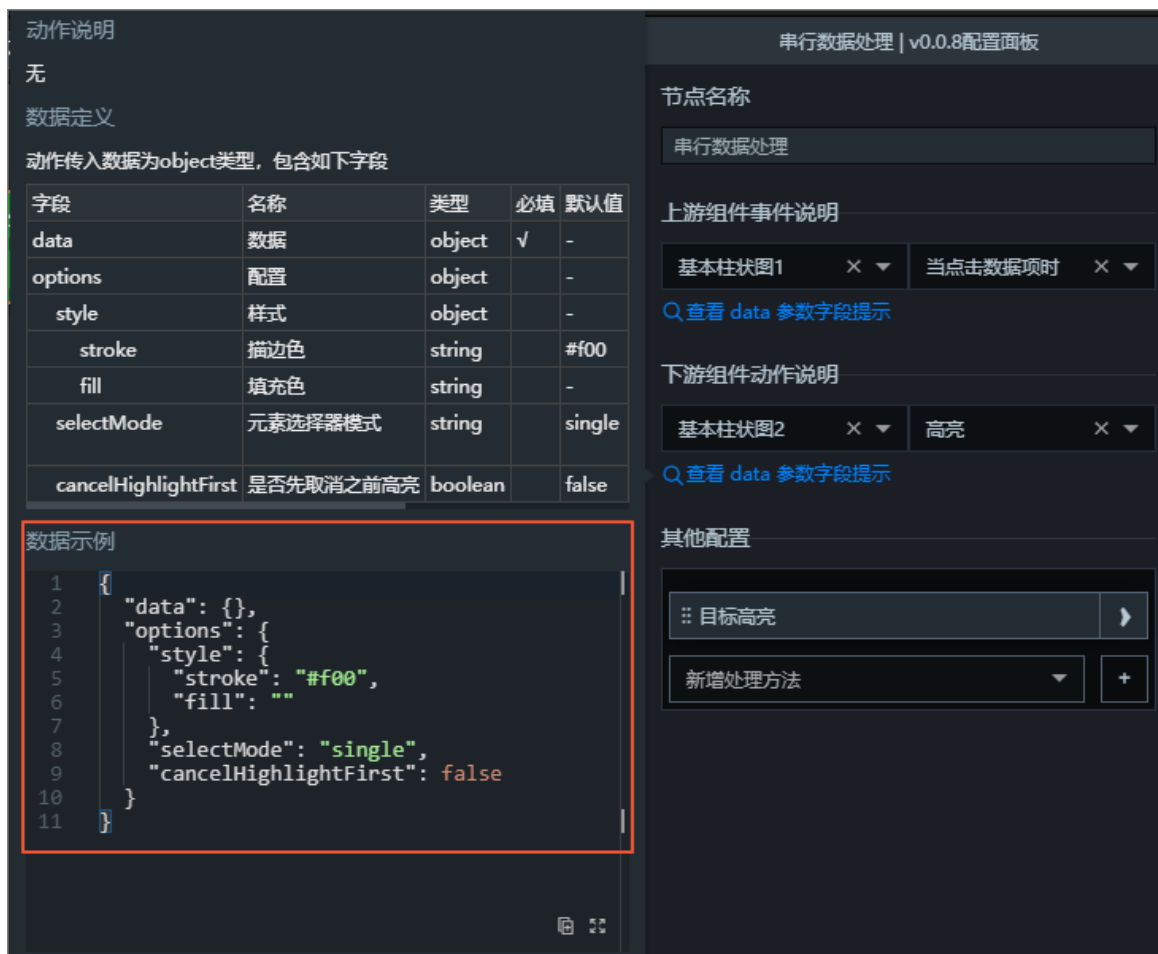 动作说明
无
数据定义
动作传入数据为object类型，包含如下字段
字段 名称 类型 必填 默认值
data 数据 object √ -
options 配置 object -
style 样式 object -
stroke 描边色 string #f00
fill 填充色 string -
selectMode 元素选择器模式 string single
cancelHighlightFirst 是否先取消之前高亮 boolean false
数据示例
1 {
2 "data": {},
3 "options": {
4 "style": {
5 "stroke": "#f00",
6 "fill": ""
7 },
8 "selectMode": "single",
9 "cancelHighlightFirst": false
10 }
11 }
串行数据处理 | v0.0.8配置面板
节点名称
串行数据处理
上游组件事件说明
基本柱状图1 当点击数据项时
查看 data 参数字段提示
下游组件动作说明
基本柱状图2 高亮
查看 data 参数字段提示
其他配置
目标高亮
新增处理方法 +